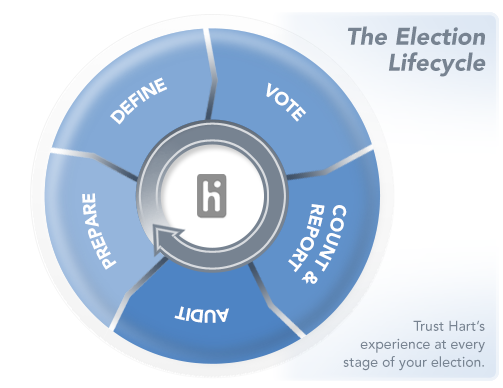 The Election
Lifecycle
DEFINE
VOTE
COUNT &
REPORT
AUDIT
PREPARE
hi
Trust Hart's
experience at every
stage of your election.